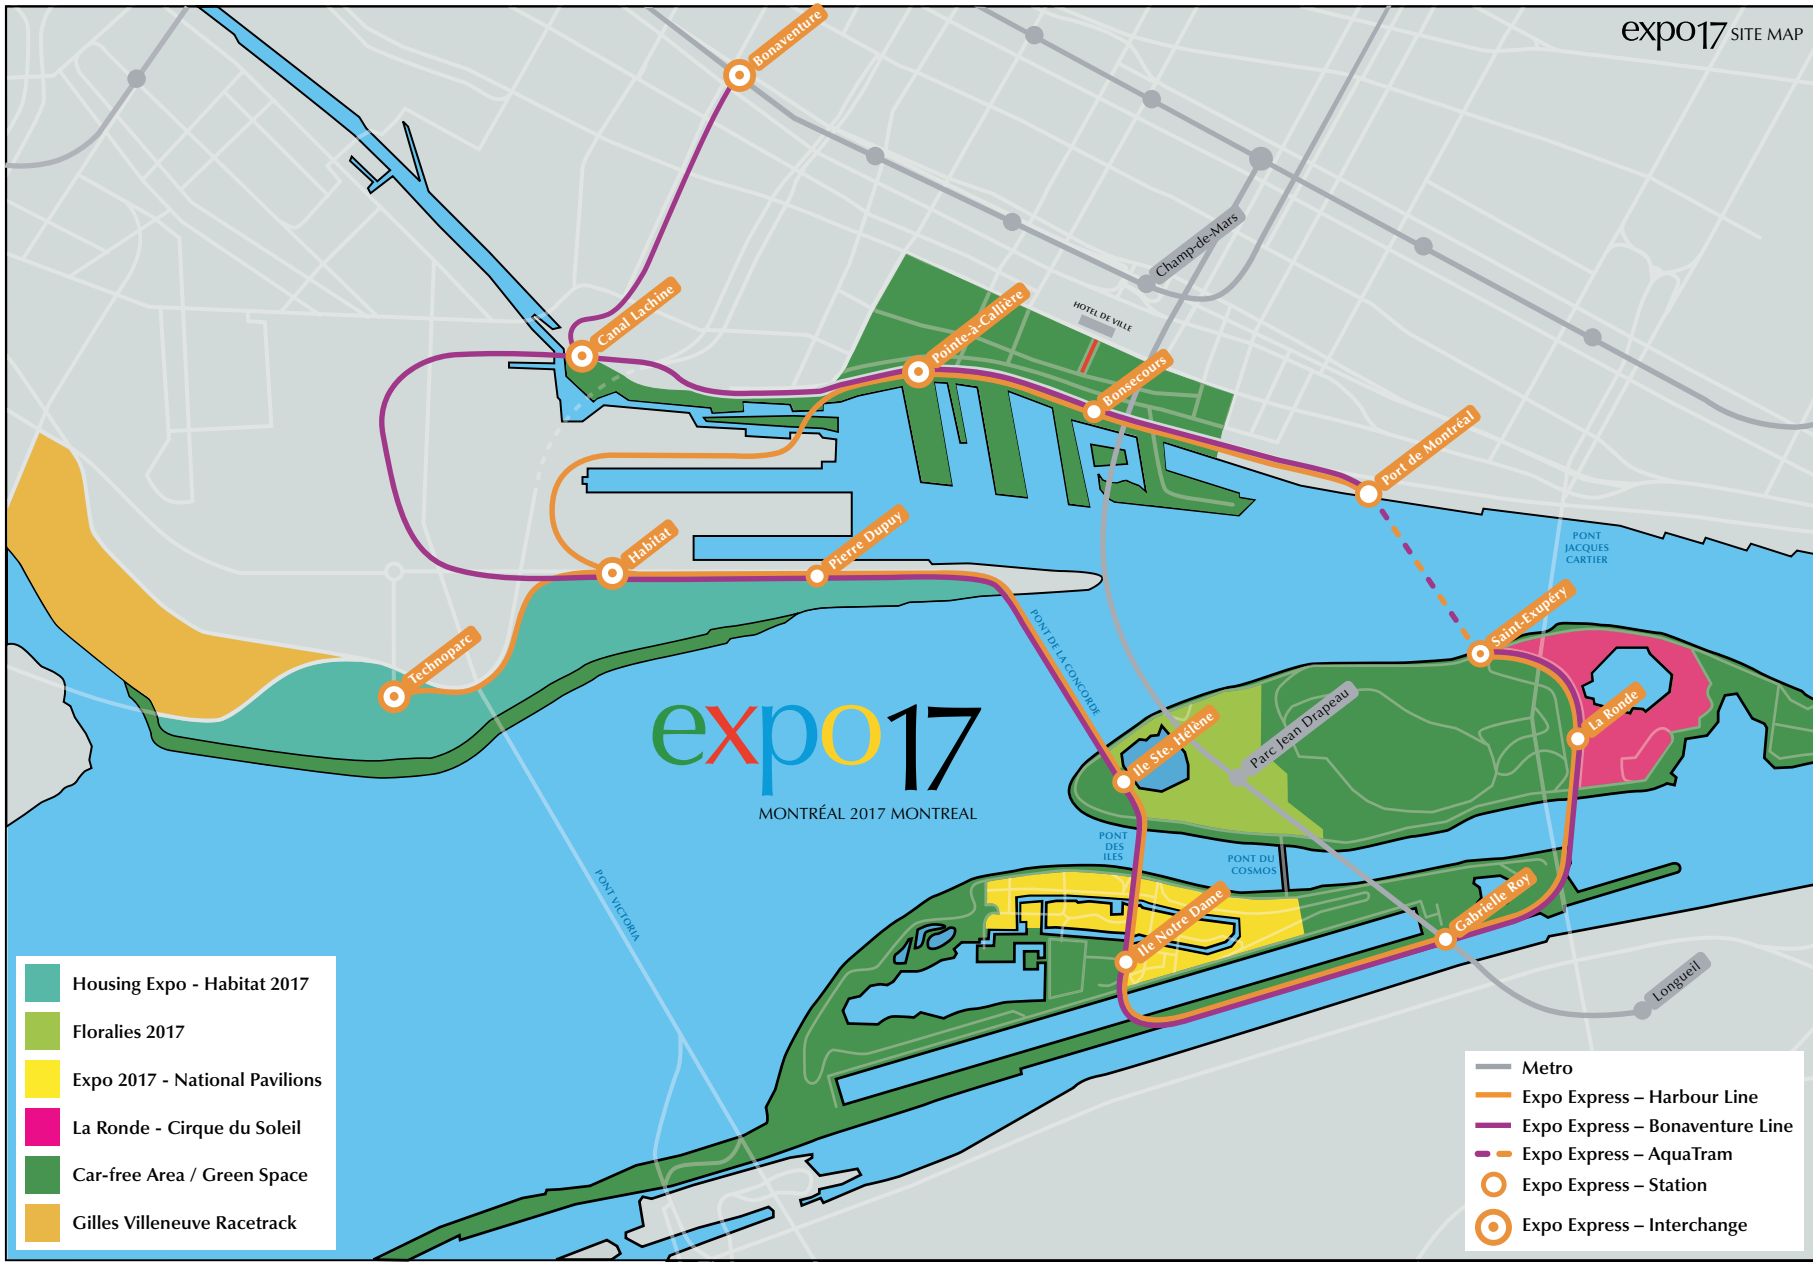 expo17 SITE MAP
Bonaventure
Champ-de-Mars
Canal Lachine
Pointe-à-Callière
HOTEL DE VILLE
Bonsecours
Port de Montréal
Habitat
Pierre Dupuy
PONT
JACQUES
CARTIER
Saint-Exupéry
Technoparc
PONT DE LA CONCORDE
La Ronde
Ile Ste. Hélène
Parc Jean Drapeau
expo17
MONTRÉAL 2017 MONTREAL
PONT
DES
ILES
PONT DU
COSMOS
PONT VICTORIA
Ile Notre Dame
Gabrielle Roy
Longueil
Housing Expo - Habitat 2017
Floralies 2017
Expo 2017 - National Pavilions
La Ronde - Cirque du Soleil
Car-free Area / Green Space
Gilles Villeneuve Racetrack
Metro
Expo Express – Harbour Line
Expo Express – Bonaventure Line
Expo Express – AquaTram
Expo Express – Station
Expo Express – Interchange